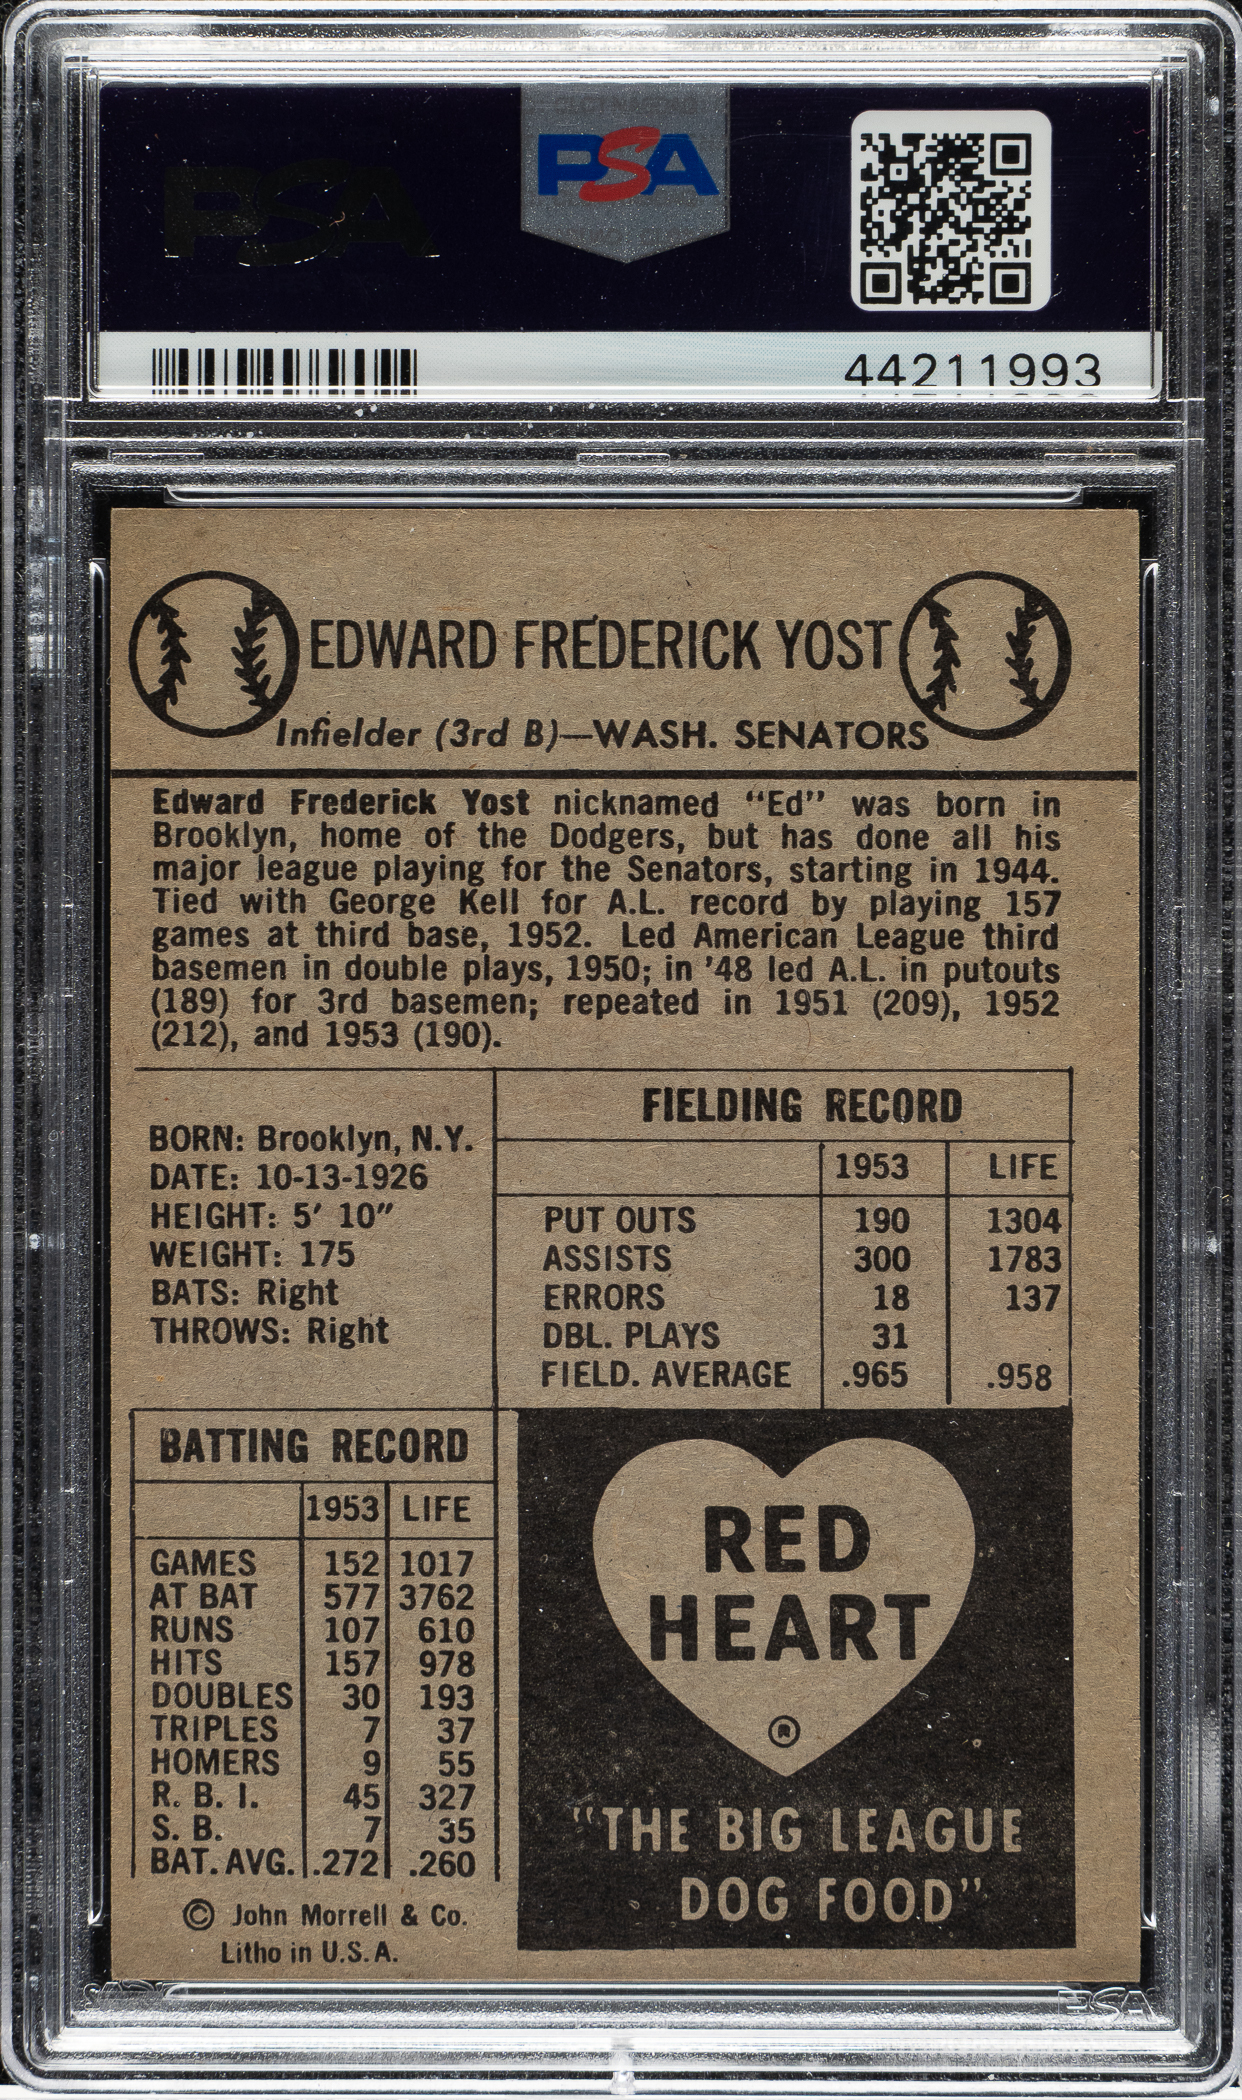 PSA
PSA
44211993
EDWARD FREDERICK YOST
Infielder (3rd B)—WASH. SENATORS
Edward Frederick Yost nicknamed "Ed" was born in
Brooklyn, home of the Dodgers, but has done all his
major league playing for the Senators, starting in 1944.
Tied with George Kell for A.L. record by playing 157
games at third base, 1952. Led American League third
basemen in double plays, 1950; in '48 led A.L. in putouts
(189) for 3rd basemen; repeated in 1951 (209), 1952
(212), and 1953 (190).
BORN: Brooklyn, N.Y.
DATE: 10-13-1926
HEIGHT: 5' 10"
WEIGHT: 175
BATS: Right
THROWS: Right
FIELDING RECORD
1953 LIFE
PUT OUTS 190 1304
ASSISTS 300 1783
ERRORS 18 137
DBL. PLAYS 31
FIELD. AVERAGE .965 .958
BATTING RECORD
1953 LIFE
GAMES 152 1017
AT BAT 577 3762
RUNS 107 610
HITS 157 978
DOUBLES 30 193
TRIPLES 7 37
HOMERS 9 55
R. B. I. 45 327
S. B. 7 35
BAT. AVG. .272 .260
© John Morrell & Co.
Litho in U.S.A.
RED
HEART
®
"THE BIG LEAGUE
DOG FOOD"
PSA